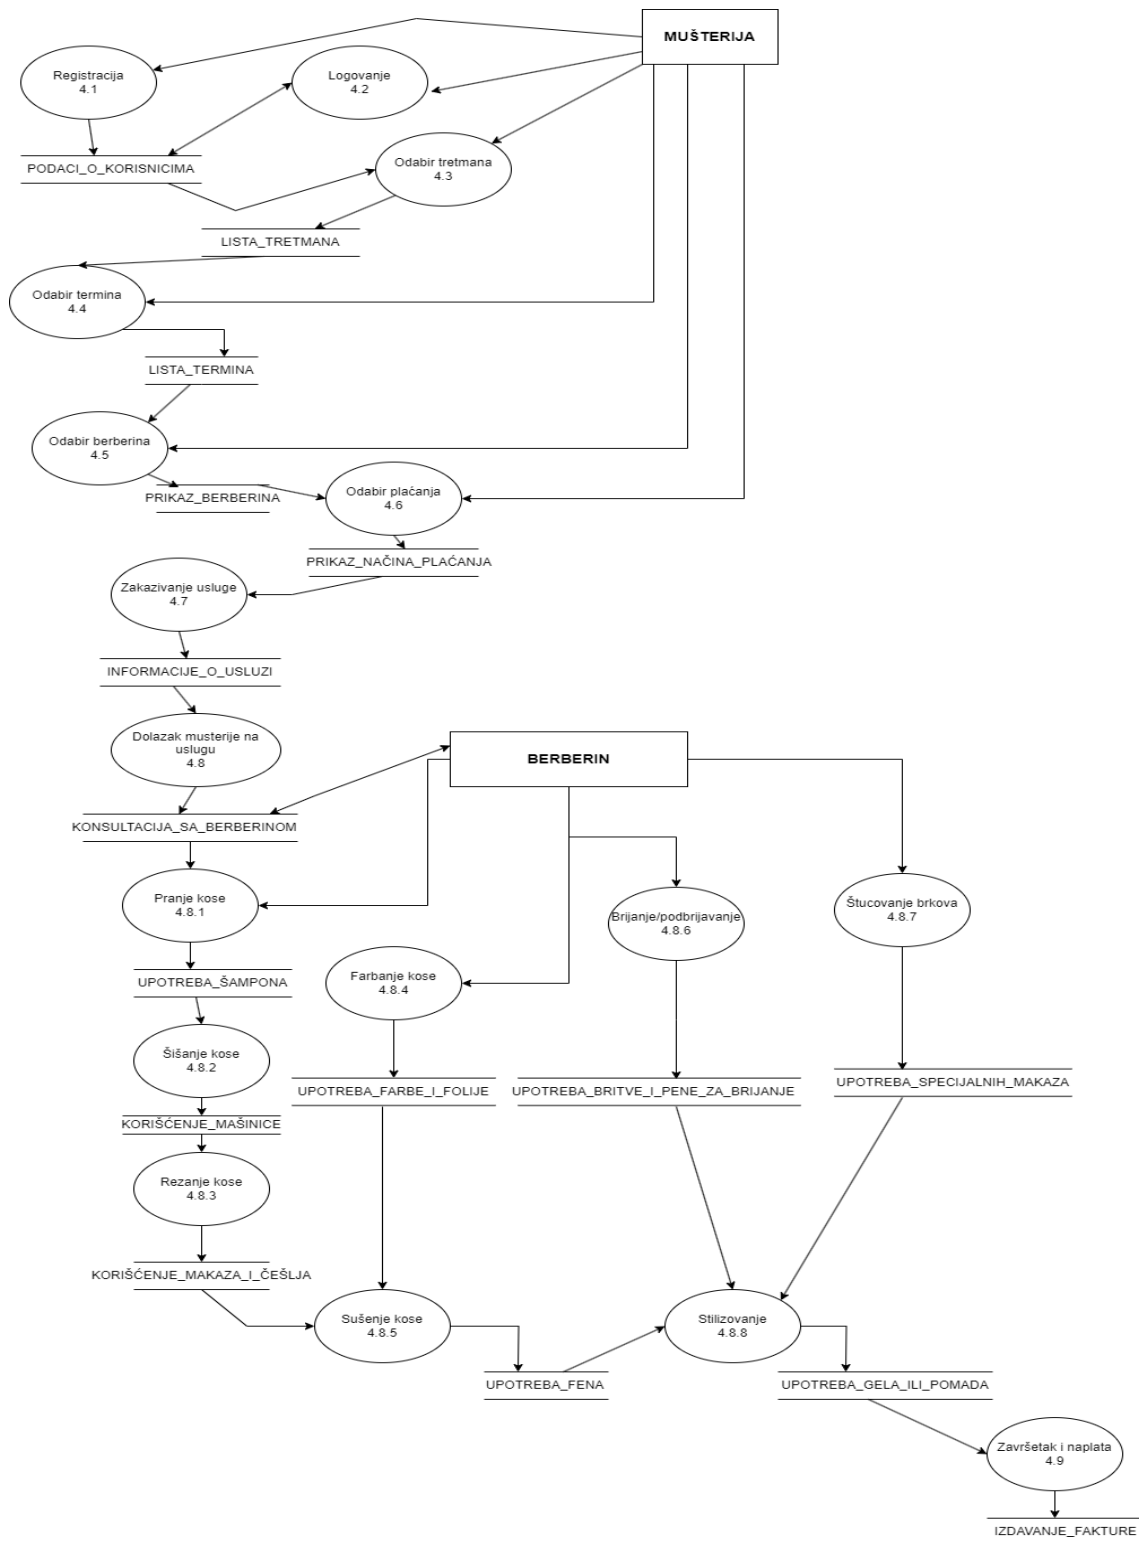 MUŠTERIJA
Registracija
4.1
Logovanje
4.2
PODACI_O_KORISNICIMA
Odabir tretmana
4.3
LISTA_TRETMANA
Odabir termina
4.4
LISTA_TERMINA
Odabir berberina
4.5
PRIKAZ_BERBERINA
Odabir plaćanja
4.6
PRIKAZ_NAČINA_PLAĆANJA
Zakazivanje usluge
4.7
INFORMACIJE_O_USLUZI
Dolazak musterije na
uslugu
4.8
BERBERIN
KONSULTACIJA_SA_BERBERINOM
Pranje kose
4.8.1
Brijanje/podbrijavanje
4.8.6
Štucovanje brkova
4.8.7
UPOTREBA_ŠAMPONA
Farbanje kose
4.8.4
Šišanje kose
4.8.2
UPOTREBA_FARBE_I_FOLIJE
UPOTREBA_BRITVE_I_PENE_ZA_BRIJANJE
UPOTREBA_SPECIJALNIH_MAKAZA
KORIŠĆENJE_MAŠINICE
Rezanje kose
4.8.3
KORIŠĆENJE_MAKAZA_I_ČEŠLJA
Sušenje kose
4.8.5
Stilizovanje
4.8.8
UPOTREBA_FENA
UPOTREBA_GELA_ILI_POMADA
Završetak i naplata
4.9
IZDAVANJE_FAKTURE